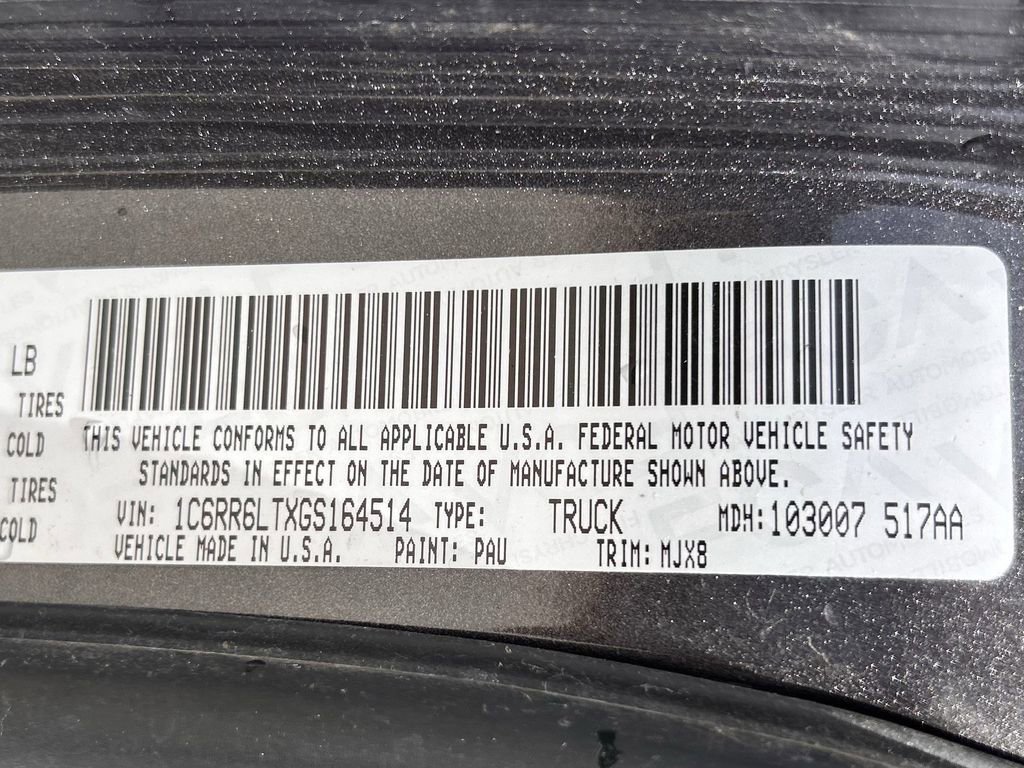 LB
TIRES
COLD
TIRES
COLD
THIS VEHICLE CONFORMS TO ALL APPLICABLE U.S.A. FEDERAL MOTOR VEHICLE SAFETY
STANDARDS IN EFFECT ON THE DATE OF MANUFACTURE SHOWN ABOVE.
VIN: 1C6RR6LTXGS164514 TYPE: TRUCK MDH: 103007 517AA
VEHICLE MADE IN U.S.A. PAINT: PAU TRIM: MJX8